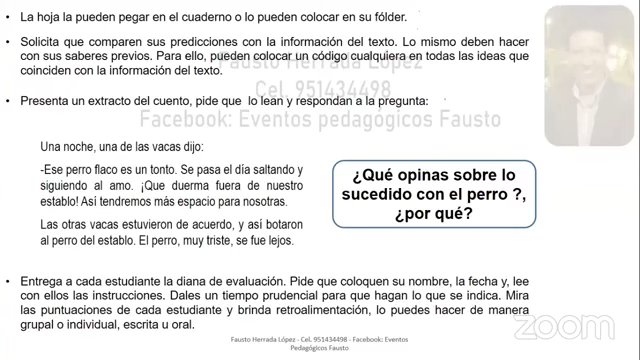 • La hoja la pueden pegar en el cuaderno o lo pueden colocar en su fólder.
• Solicita que comparen sus predicciones con la información del texto. Lo mismo deben hacer
con sus saberes previos. Para ello, pueden colocar un código cualquiera en todas las ideas que
coinciden con la información del texto.
Fausto Herrada López
Cel. 951434498
• Presenta un extracto del cuento, pide que lo lean y respondan a la pregunta:
Facebook: Eventos pedagógicos Fausto
Una noche, una de las vacas dijo:
-Ese perro flaco es un tonto. Se pasa el día saltando y
siguiendo al amo. ¡Que duerma fuera de nuestro
establo! Así tendremos más espacio para nosotras.
Las otras vacas estuvieron de acuerdo, y así botaron
al perro del establo. El perro, muy triste, se fue lejos.
¿Qué opinas sobre lo
sucedido con el perro ?,
¿por qué?
• Entrega a cada estudiante la diana de evaluación. Pide que coloquen su nombre, la fecha y, lee
con ellos las instrucciones. Dales un tiempo prudencial para que hagan lo que se indica. Mira
las puntuaciones de cada estudiante y brinda retroalimentación, lo puedes hacer de manera
grupal o individual, escrita u oral.
zoom
Fausto Herrada López - Cel, 951434498 - Facebook: Eventos
Pedagógicos Fausto